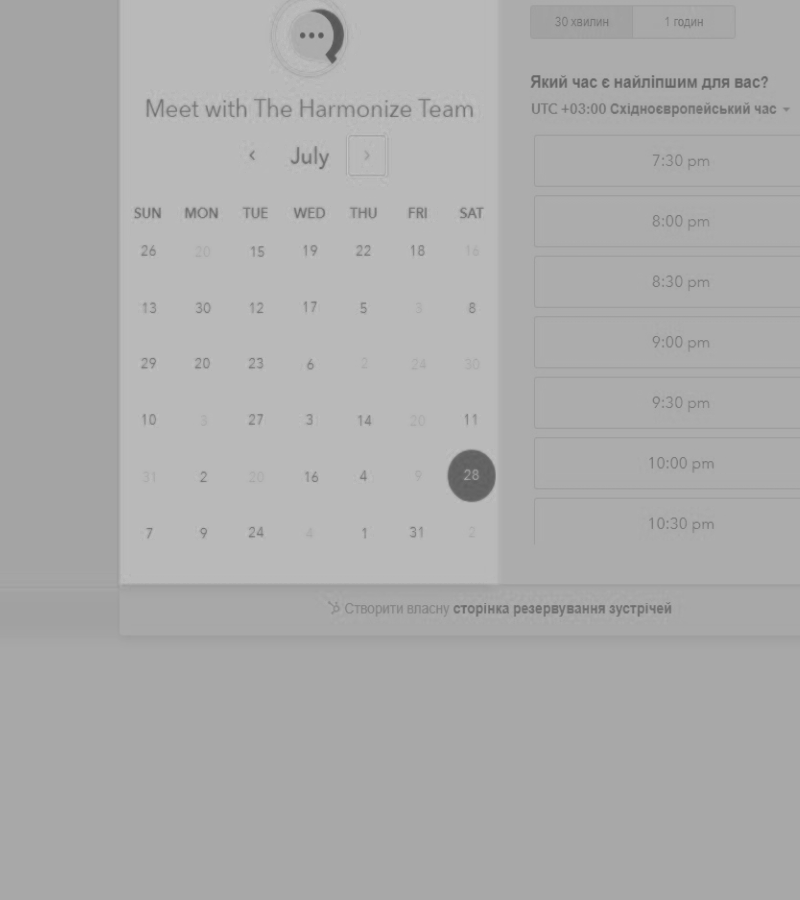 Meet with The Harmonize Team
‹ July ›
SUN MON TUE WED THU FRI SAT
26 20 15 19 22 18 16
13 30 12 17 5 3 8
29 20 23 6 2 24 30
10 3 27 3 14 20 11
31 2 20 16 4 9 28
7 9 24 4 1 31 2
30 хвилин 1 годин
Який час є найліпшим для вас?
UTC +03:00 Східноєвропейський час
7:30 pm
8:00 pm
8:30 pm
9:00 pm
9:30 pm
10:00 pm
10:30 pm
Створити власну сторінка резервування зустрічей